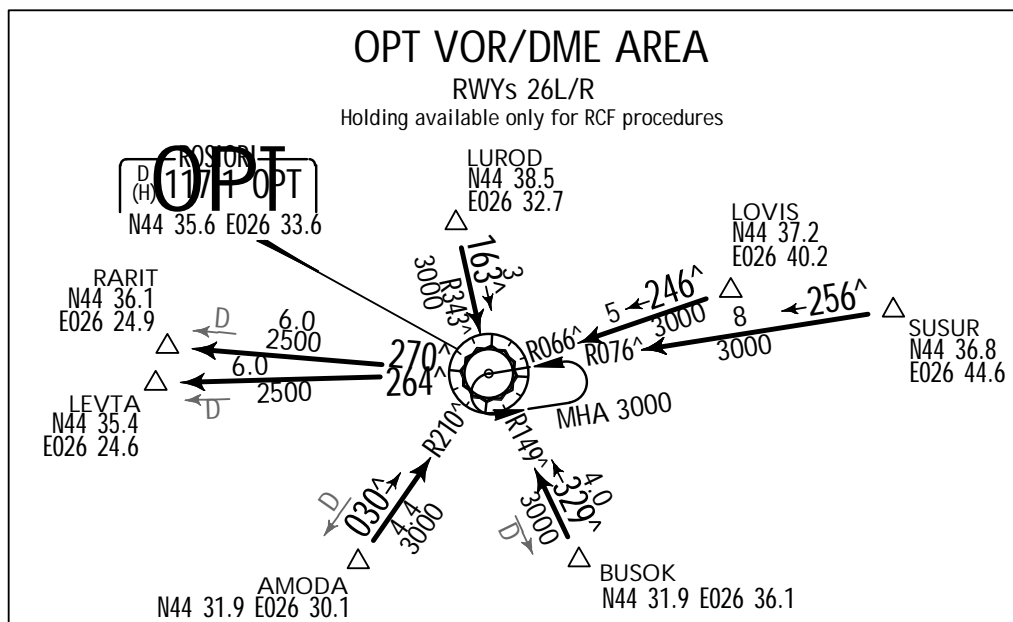 OPT VOR/DME AREA
RWYs 26L/R
Holding available only for RCF procedures
ROSIORI
OPT
D
(H)
117.1 OPT
N44 35.6 E026 33.6
LUROD
N44 38.5
E026 32.7
LOVIS
N44 37.2
E026 40.2
RARIT
N44 36.1
E026 24.9
SUSUR
N44 36.8
E026 44.6
LEVTA
N44 35.4
E026 24.6
AMODA
N44 31.9 E026 30.1
BUSOK
N44 31.9 E026 36.1
3
163^
R343^
3000
5
246^
3000
R066^
8
256^
3000
R076^
D
6.0
2500
270^
6.0
2500
264^
D
MHA 3000
R210^
030^
4.4
3000
D
R149^
329^
4.0
3000
D